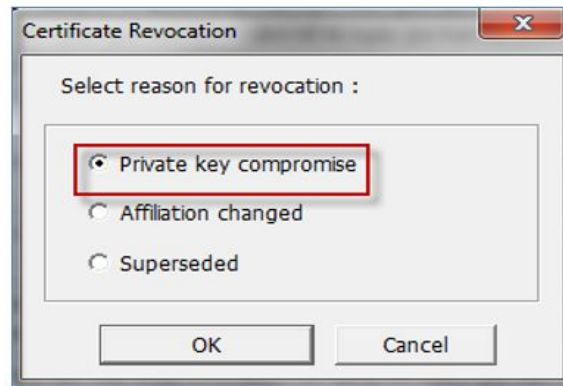 Certificate Revocation
Select reason for revocation :
Private key compromise
Affiliation changed
Superseded
OK Cancel